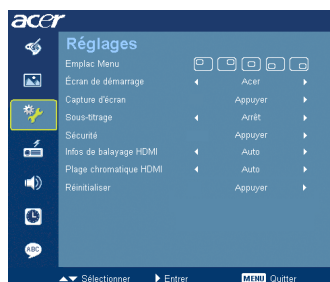 acer
Réglages
Emplac Menu
Écran de démarrage Acer
Capture d'écran Appuyer
Sous-titrage Arrêt
Sécurité Appuyer
Infos de balayage HDMI Auto
Plage chromatique HDMI Auto
Réinitialiser Appuyer
ABC
Sélectionner Entrer MENU Quitter